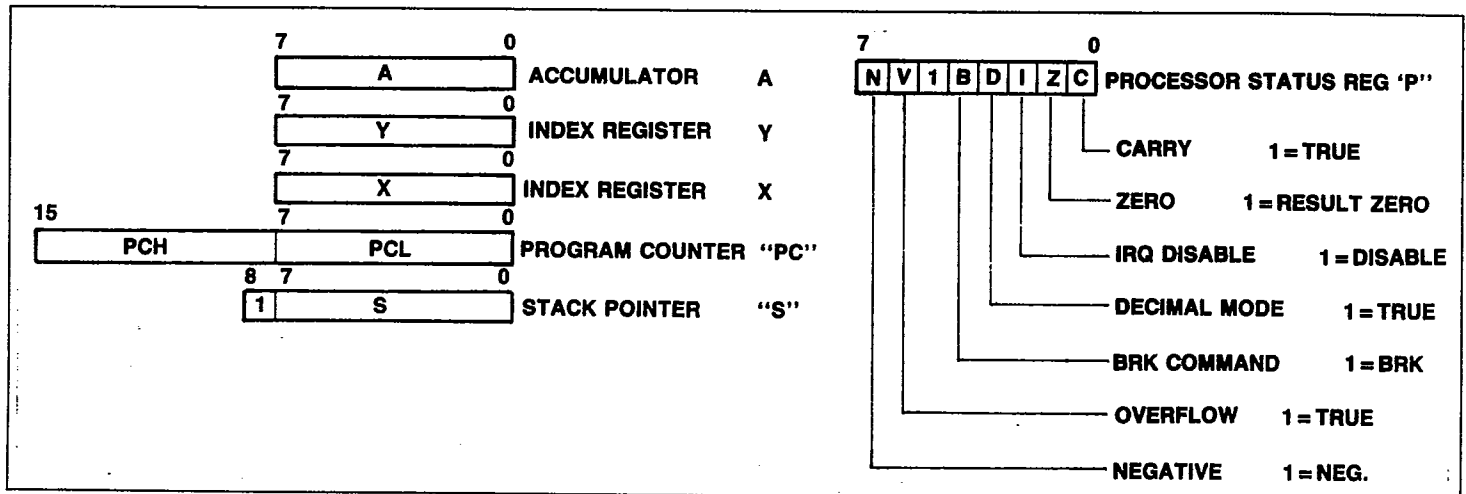 7 0
A ACCUMULATOR A
7 0
Y INDEX REGISTER Y
7 0
X INDEX REGISTER X
15 7 0
PCH PCL PROGRAM COUNTER “PC”
8 7 0
1 S STACK POINTER “S”
7 0
N V 1 B D I Z C PROCESSOR STATUS REG ‘P”
CARRY 1 = TRUE
ZERO 1 = RESULT ZERO
IRQ DISABLE 1 = DISABLE
DECIMAL MODE 1 = TRUE
BRK COMMAND 1 = BRK
OVERFLOW 1 = TRUE
NEGATIVE 1 = NEG.